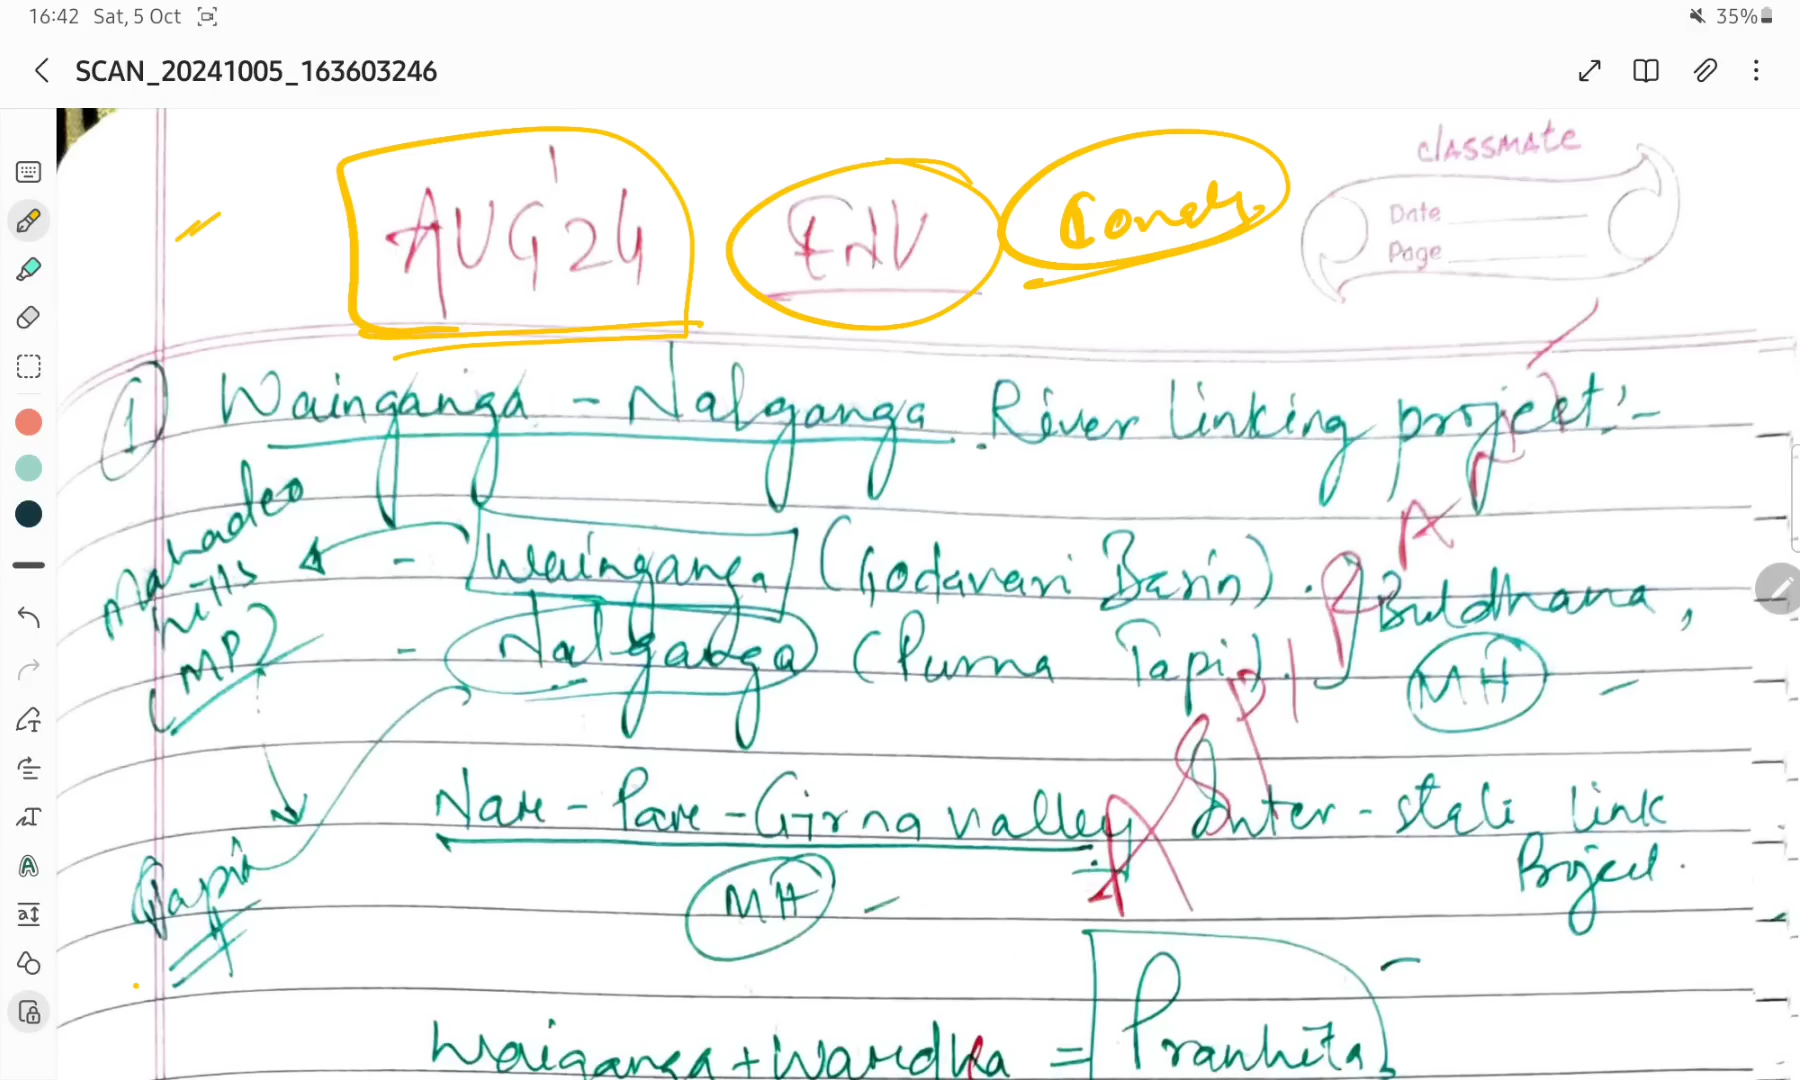 16:42 Sat, 5 Oct 35%
SCAN_20241005_163603246
classmate
AUG'24 ENV
Date
Page
1 Wainganga - Nalganga River linking project:-
Mahadeo hills (MP)
- Wainganga (Godavari Basin).
- Nalganga (Purna Tapi). Buldhana, MH
Tapi
Nar - Par - Girna valley Inter-state link Project.
MH
Waiganga + Wardha = Pranhita